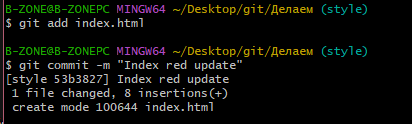 B-ZONE@B-ZONEPC MINGW64 ~/Desktop/git/Делаем (style)
$ git add index.html
B-ZONE@B-ZONEPC MINGW64 ~/Desktop/git/Делаем (style)
$ git commit -m "Index red update"
[style 53b3827] Index red update
 1 file changed, 8 insertions(+)
 create mode 100644 index.html